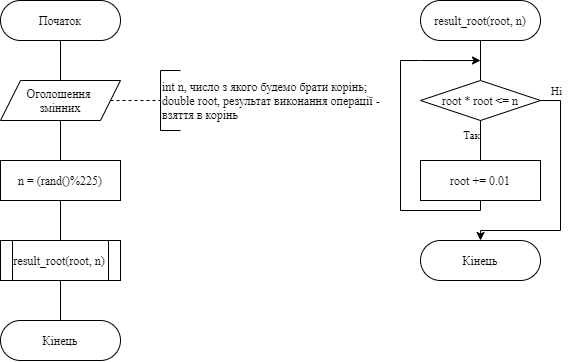 Початок
Оголошення
змінних
int n, число з якого будемо брати корінь;
double root, результат виконання операції -
взяття в корінь
n = (rand()%225)
result_root(root, n)
Кінець
result_root(root, n)
root * root <= n
Ні
Так
root += 0.01
Кінець